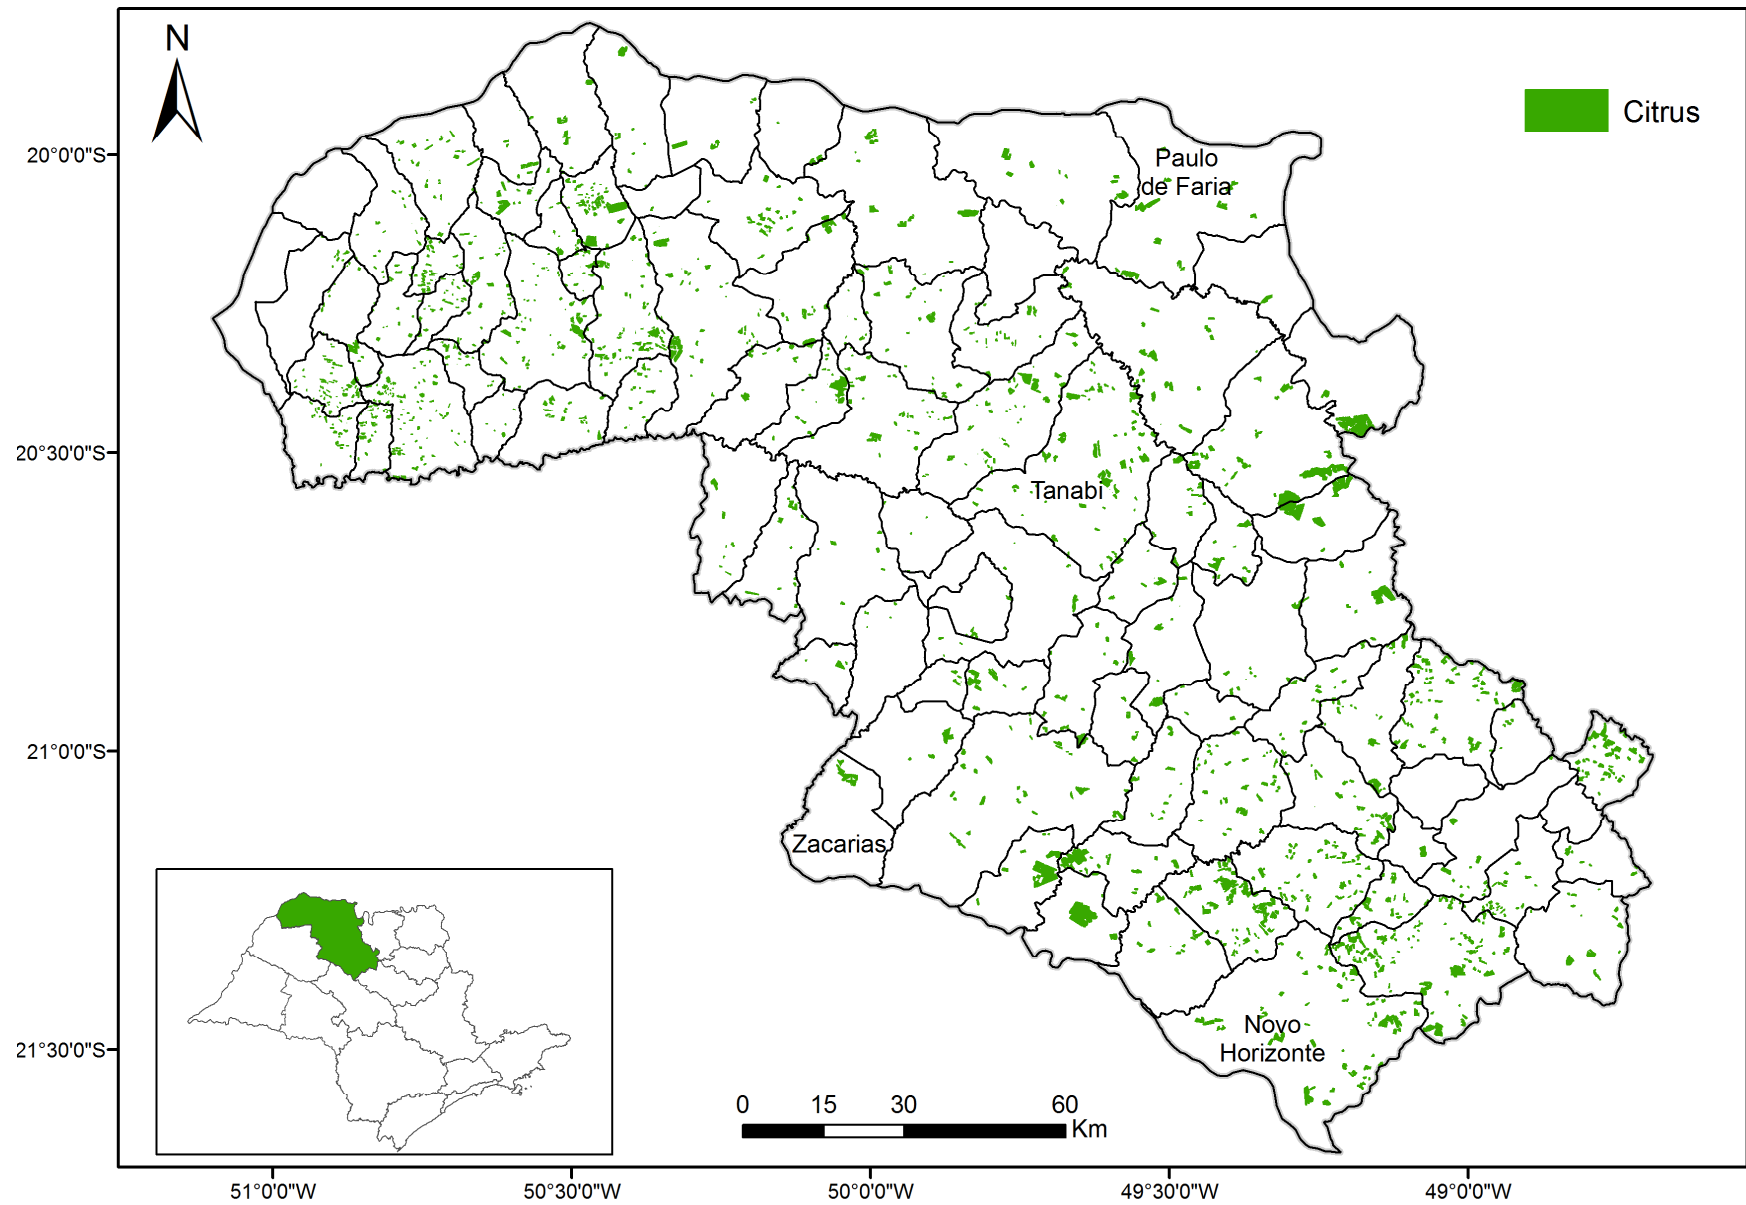 N
Citrus
20°0'0"S
Paulo
de Faria
20°30'0"S
Tanabi
21°0'0"S
Zacarias
Novo
Horizonte
21°30'0"S
0 15 30 60
Km
51°0'0"W 50°30'0"W 50°0'0"W 49°30'0"W 49°0'0"W